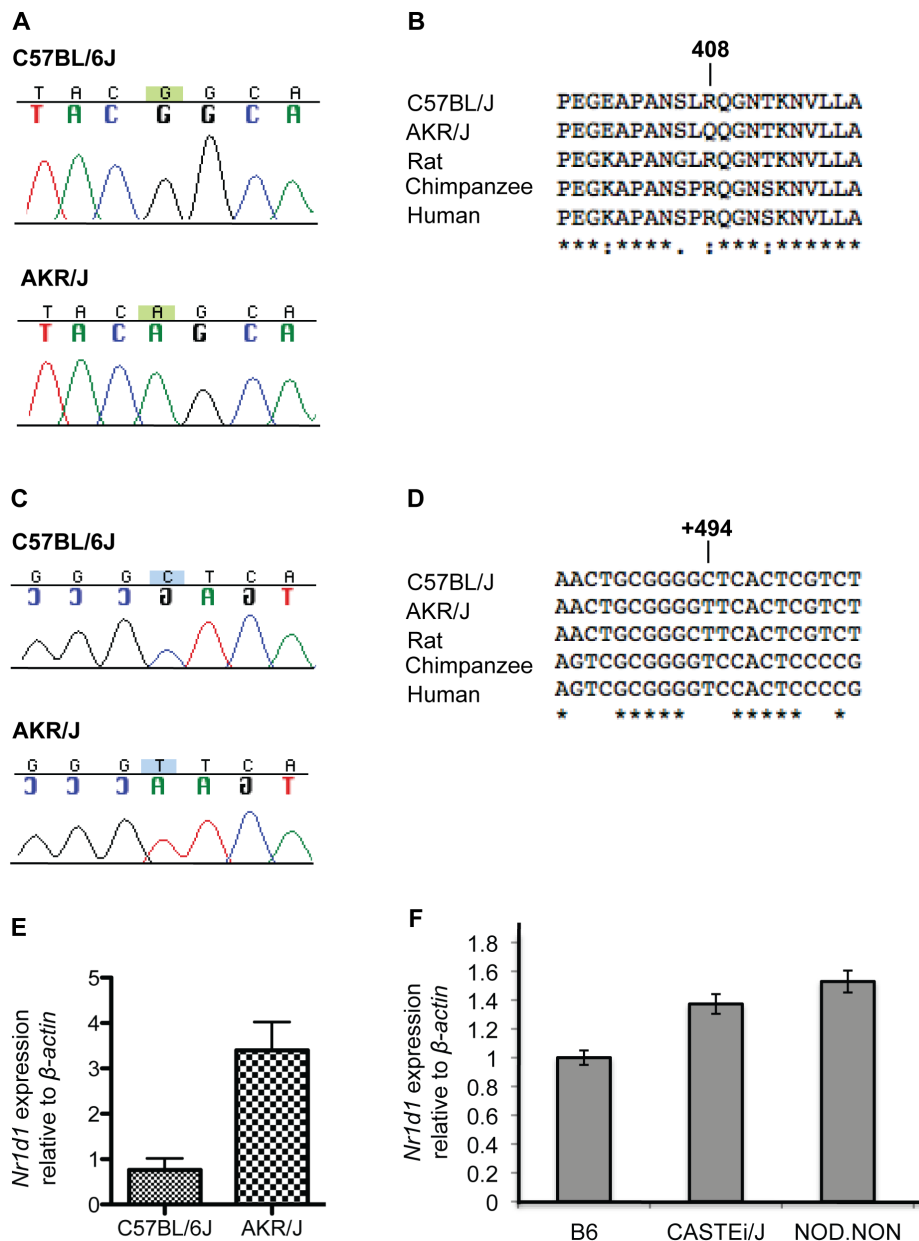 A
C57BL/6J
T A C G G C A
T A C G G C A
AKR/J
T A C A G C A
T A C A G C A
B
408
C57BL/J PEGEAPANSLRQGNTKNVLLA
AKR/J PEGEAPANSLQQGNTKNVLLA
Rat PEGKAPANGLRQGNTKNVLLA
Chimpanzee PEGKAPANSPRQGNSKNVLLA
Human PEGKAPANSPRQGNSKNVLLA
***:****. :***:******
C
C57BL/6J
G G G C T C A
C C C G A G T
AKR/J
G G G T T C A
C C C A A G T
D
+494
C57BL/J AACTGCGGGGCTCACTCGTCT
AKR/J AACTGCGGGGTTCACTCGTCT
Rat AACTGCGGGGCTTCACTCGTCT
Chimpanzee AGTCGCGGGGTCCACTCCCCG
Human AGTCGCGGGGTCCACTCCCCG
* ***** ***** *
E
Nr1d1 expression
relative to β-actin
5
4
3
2
1
0
C57BL/6J AKR/J
F
Nr1d1 expression
relative to β-actin
1.8
1.6
1.4
1.2
1
0.8
0.6
0.4
0.2
0
B6 CASTEi/J NOD.NON